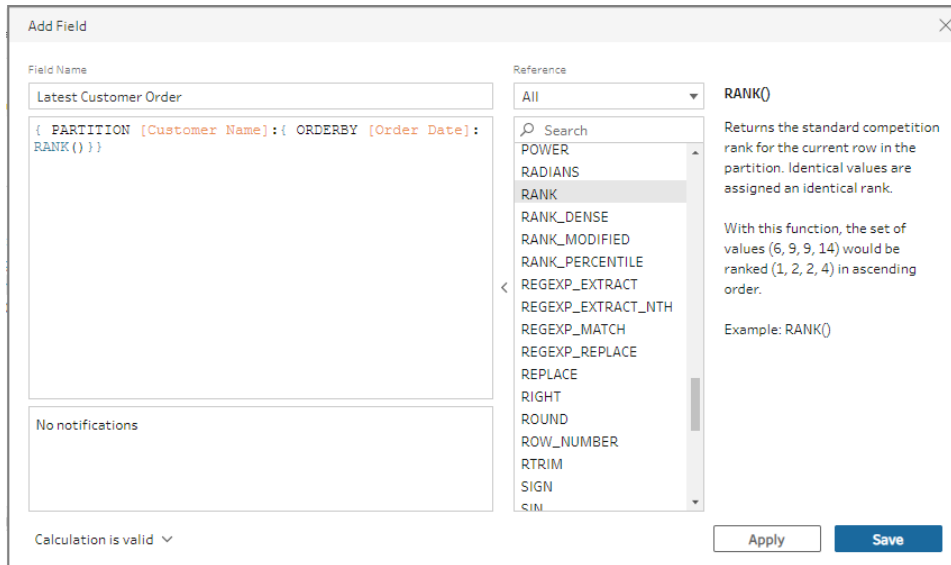 Add Field
Field Name
Latest Customer Order
{ PARTITION [Customer Name]:{ ORDERBY [Order Date]:
RANK()}}
No notifications
Calculation is valid
Reference
All
Search
POWER
RADIANS
RANK
RANK_DENSE
RANK_MODIFIED
RANK_PERCENTILE
REGEXP_EXTRACT
REGEXP_EXTRACT_NTH
REGEXP_MATCH
REGEXP_REPLACE
REPLACE
RIGHT
ROUND
ROW_NUMBER
RTRIM
SIGN
SIN
RANK()
Returns the standard competition
rank for the current row in the
partition. Identical values are
assigned an identical rank.
With this function, the set of
values (6, 9, 9, 14) would be
ranked (1, 2, 2, 4) in ascending
order.
Example: RANK()
Apply
Save